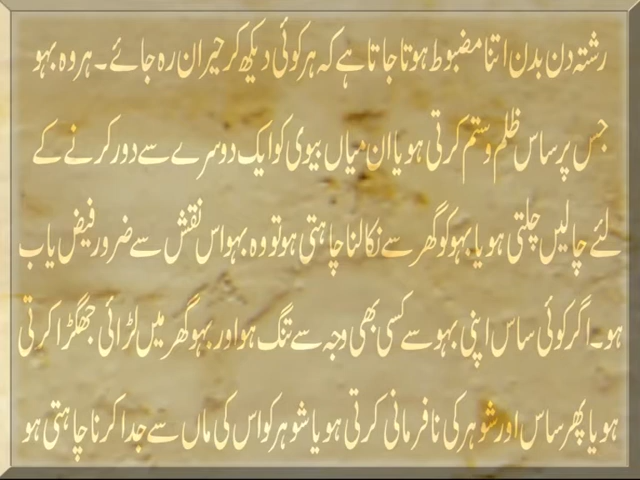 رشتہ دن بدن اتنا مضبوط ہوتا جاتا ہے کہ ہر کوئی دیکھ کر حیران رہ جائے۔ ہر وہ بہو
جس پر ساس ظلم و ستم کرتی ہو یا ان میاں بیوی کو ایک دوسرے سے دور کرنے کے
لئے چالیں چلتی ہو یا بہو کو گھر سے نکالنا چاہتی ہو تو وہ بہو اس نقش سے ضرور فیض یاب
ہو۔ اگر کوئی ساس اپنی بہو سے کسی بھی وجہ سے تنگ ہو اور بہو گھر میں لڑائی جھگڑا کرتی
ہو یا پھر ساس اور شوہر کی نافرمانی کرتی ہو یا شوہر کو اس کی ماں سے جدا کرنا چاہتی ہو